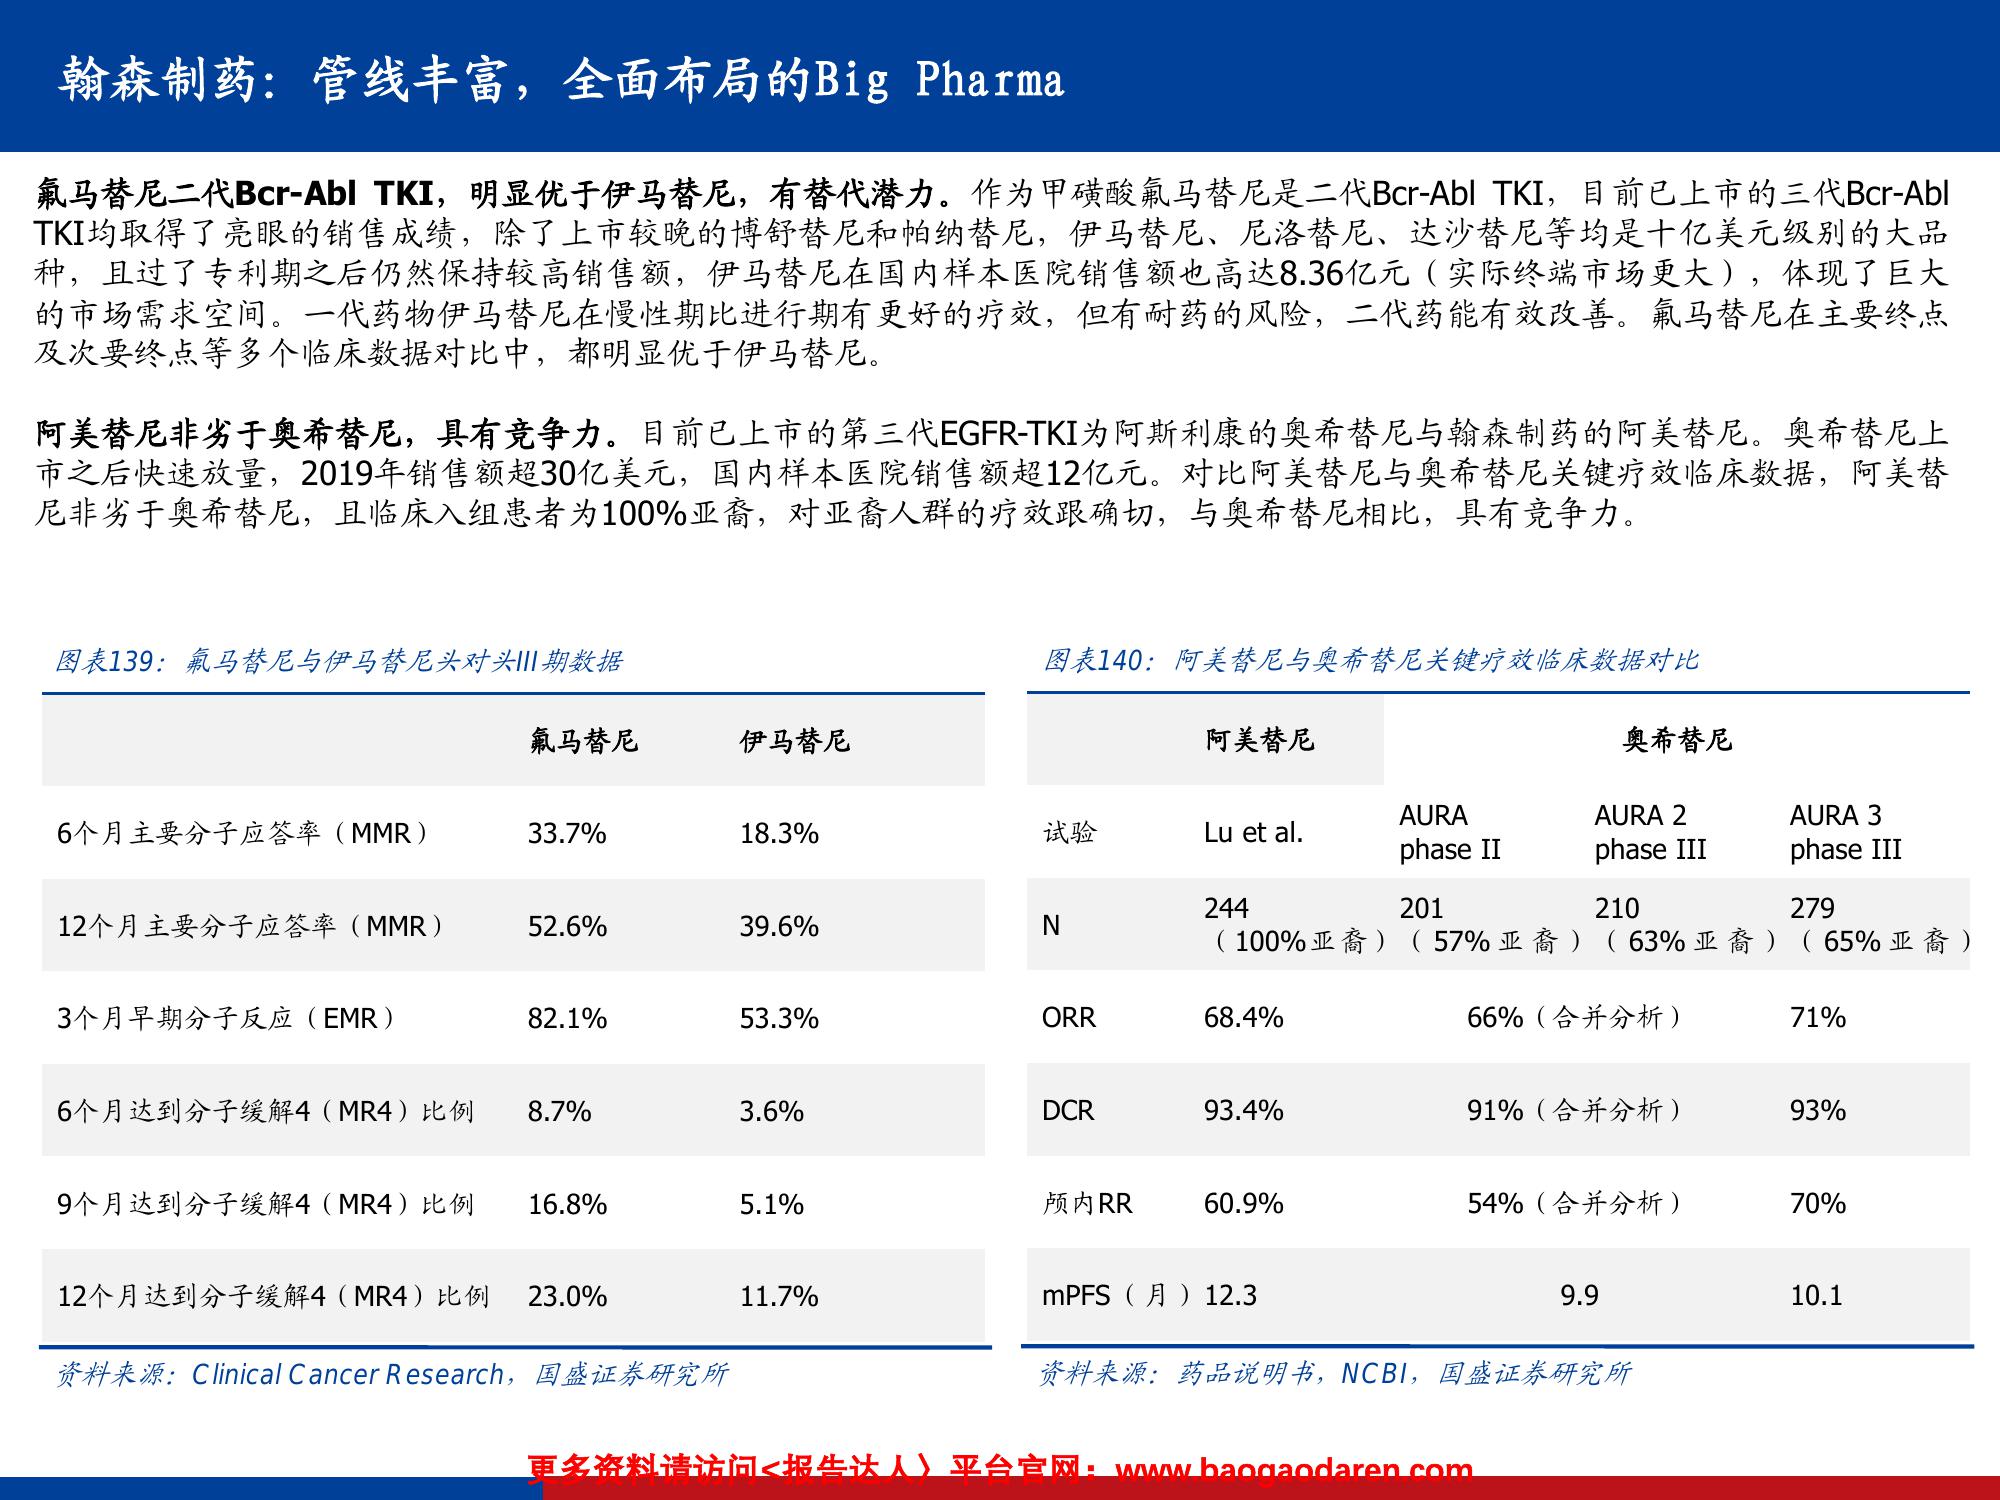 翰森制药：管线丰富，全面布局的Big Pharma
氟马替尼二代Bcr-Abl TKI，明显优于伊马替尼，有替代潜力。作为甲磺酸氟马替尼是二代Bcr-Abl TKI，目前已上市的三代Bcr-Abl
TKI均取得了亮眼的销售成绩，除了上市较晚的博舒替尼和帕纳替尼，伊马替尼、尼洛替尼、达沙替尼等均是十亿美元级别的大品
种，且过了专利期之后仍然保持较高销售额，伊马替尼在国内样本医院销售额也高达8.36亿元（实际终端市场更大），体现了巨大
的市场需求空间。一代药物伊马替尼在慢性期比进行期有更好的疗效，但有耐药的风险，二代药能有效改善。氟马替尼在主要终点
及次要终点等多个临床数据对比中，都明显优于伊马替尼。
阿美替尼非劣于奥希替尼，具有竞争力。目前已上市的第三代EGFR-TKI为阿斯利康的奥希替尼与翰森制药的阿美替尼。奥希替尼上
市之后快速放量，2019年销售额超30亿美元，国内样本医院销售额超12亿元。对比阿美替尼与奥希替尼关键疗效临床数据，阿美替
尼非劣于奥希替尼，且临床入组患者为100%亚裔，对亚裔人群的疗效跟确切，与奥希替尼相比，具有竞争力。
图表139：氟马替尼与伊马替尼头对头III期数据
氟马替尼 伊马替尼
6个月主要分子应答率（MMR） 33.7% 18.3%
12个月主要分子应答率（MMR） 52.6% 39.6%
3个月早期分子反应（EMR） 82.1% 53.3%
6个月达到分子缓解4（MR4）比例 8.7% 3.6%
9个月达到分子缓解4（MR4）比例 16.8% 5.1%
12个月达到分子缓解4（MR4）比例 23.0% 11.7%
资料来源：Clinical Cancer Research，国盛证券研究所
图表140：阿美替尼与奥希替尼关键疗效临床数据对比
阿美替尼 奥希替尼
试验 Lu et al. AURA phase II AURA 2 phase III AURA 3 phase III
N 244（100%亚裔） 201（57%亚裔） 210（63%亚裔） 279（65%亚裔）
ORR 68.4% 66%（合并分析） 71%
DCR 93.4% 91%（合并分析） 93%
颅内RR 60.9% 54%（合并分析） 70%
mPFS（月） 12.3 9.9 10.1
资料来源：药品说明书，NCBI，国盛证券研究所
更多资料请访问<报告达人〉平台官网：www.baogaodaren.com